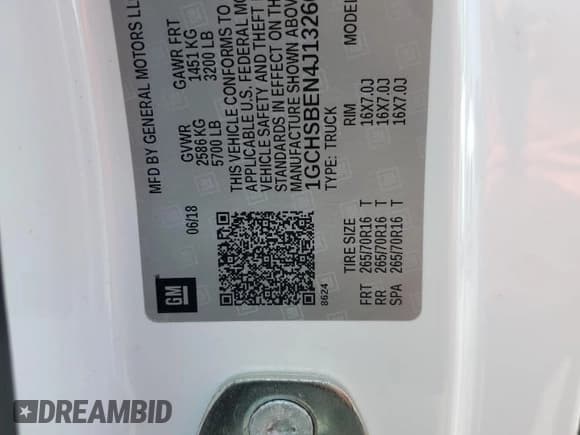 MFD BY GENERAL MOTORS LLC
GVWR GAWR FRT
2586 KG 1451 KG
5700 LB 3200 LB
THIS VEHICLE CONFORMS TO
APPLICABLE U.S. FEDERAL MO
VEHICLE SAFETY AND THEFT
STANDARDS IN EFFECT ON THE
MANUFACTURE SHOWN ABOVE
1GCHSBEN4J1326
TYPE: TRUCK MODEL
06/18
GM
8624
TIRE SIZE RIM
FRT 265/70R16 T 16X7.0J
RR 265/70R16 T 16X7.0J
SPA 265/70R16 T 16X7.0J
DREAMBID